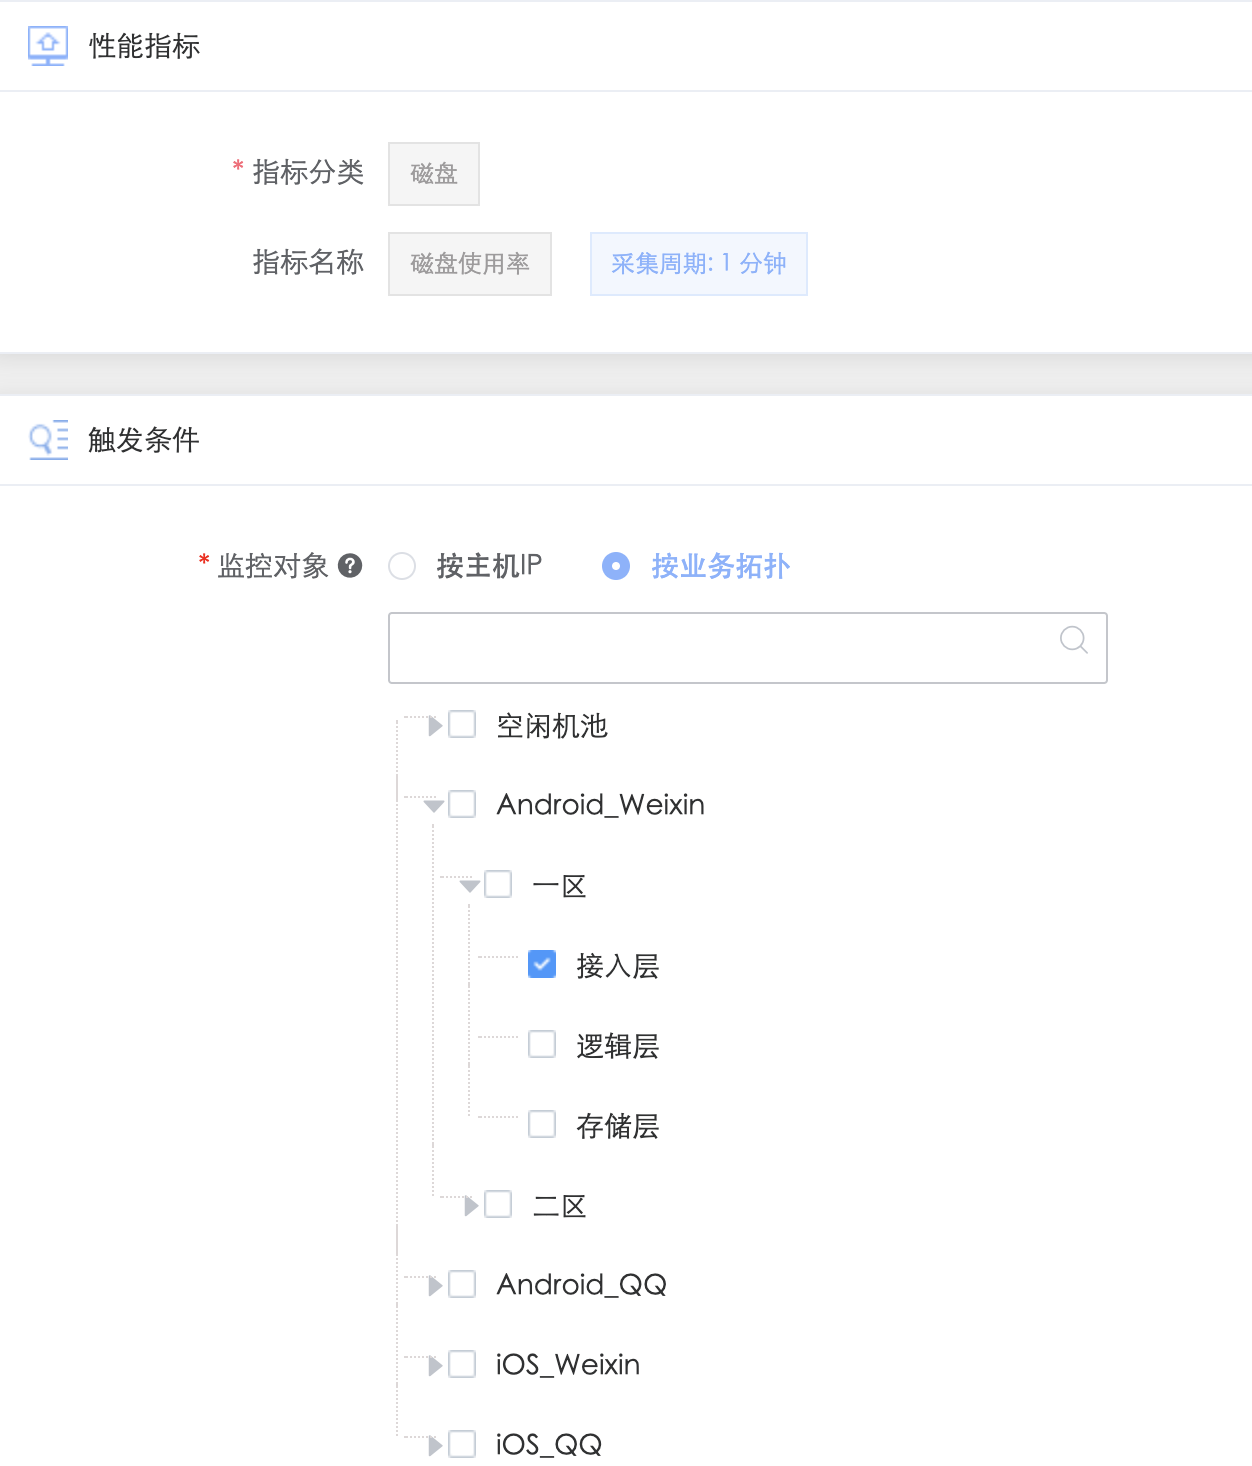 性能指标
* 指标分类 磁盘
指标名称 磁盘使用率 采集周期: 1 分钟
触发条件
* 监控对象 ? 按主机IP 按业务拓扑
空闲机池
Android_Weixin
一区
接入层
逻辑层
存储层
二区
Android_QQ
iOS_Weixin
iOS_QQ